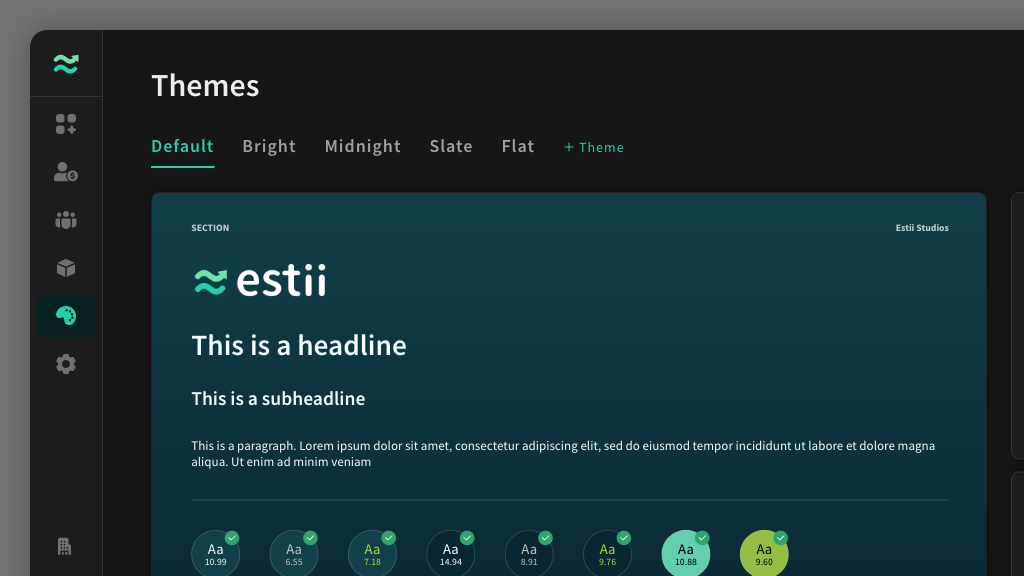 Themes
Default Bright Midnight Slate Flat + Theme
SECTION Estii Studios
estii
This is a headline
This is a subheadline
This is a paragraph. Lorem ipsum dolor sit amet, consectetur adipiscing elit, sed do eiusmod tempor incididunt ut labore et dolore magna
aliqua. Ut enim ad minim veniam
Aa Aa Aa Aa Aa Aa Aa Aa
10.99 6.55 7.18 14.94 8.91 9.76 10.88 9.60